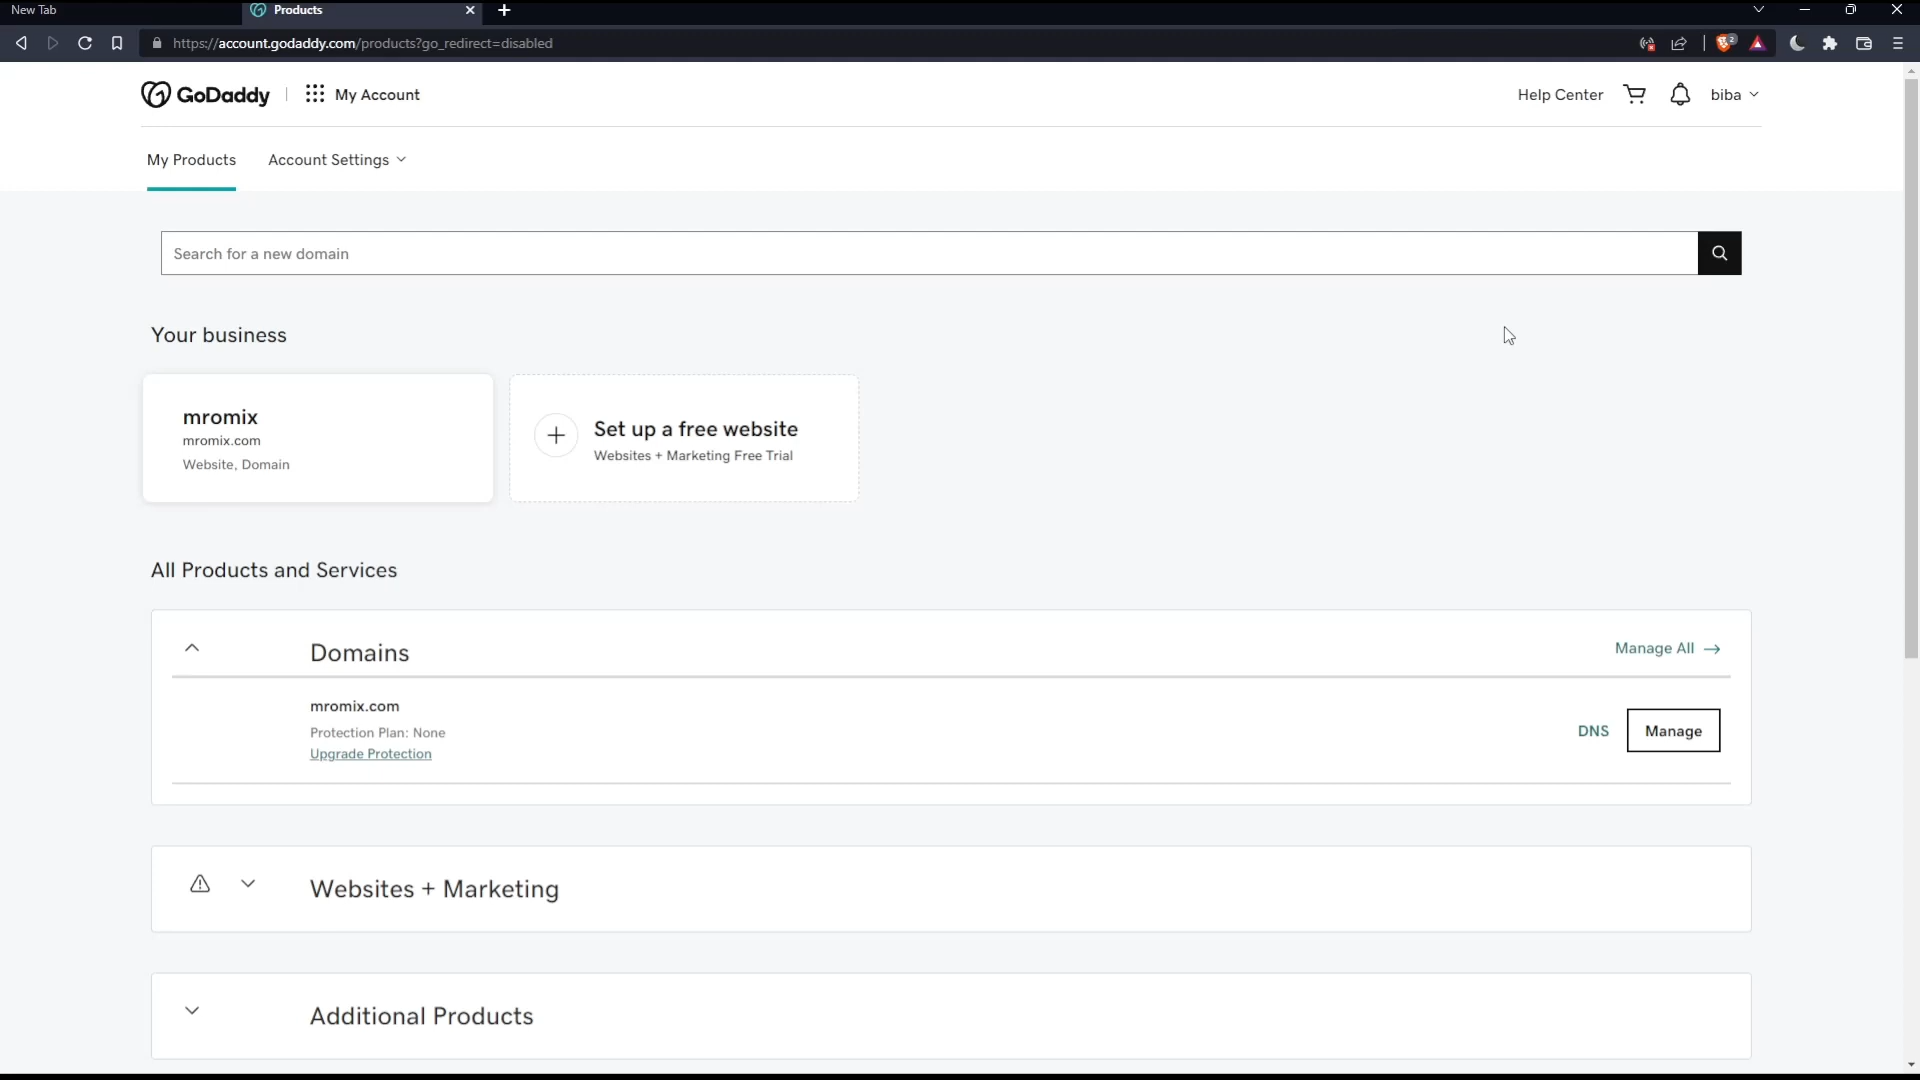 New Tab
Products
https://account.godaddy.com/products?go_redirect=disabled
2
GoDaddy
My Account
Help Center
biba
My Products
Account Settings
Search for a new domain
Your business
mromix
mromix.com
Website, Domain
Set up a free website
Websites + Marketing Free Trial
All Products and Services
Domains
Manage All →
mromix.com
Protection Plan: None
Upgrade Protection
DNS
Manage
Websites + Marketing
Additional Products